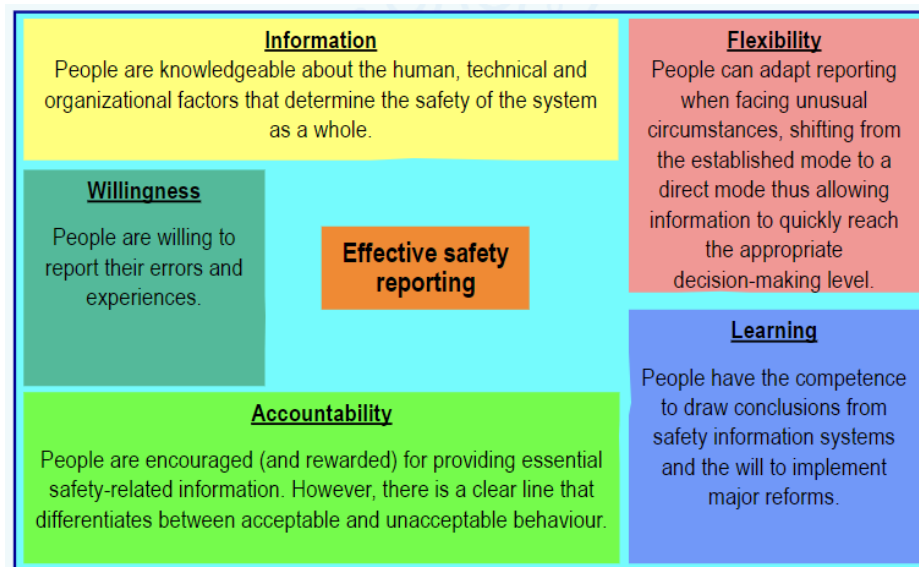 Information
People are knowledgeable about the human, technical and
organizational factors that determine the safety of the system
as a whole.
Flexibility
People can adapt reporting
when facing unusual
circumstances, shifting from
the established mode to a
direct mode thus allowing
information to quickly reach
the appropriate
decision-making level.
Willingness
People are willing to
report their errors and
experiences.
Effective safety
reporting
Learning
People have the competence
to draw conclusions from
safety information systems
and the will to implement
major reforms.
Accountability
People are encouraged (and rewarded) for providing essential
safety-related information. However, there is a clear line that
differentiates between acceptable and unacceptable behaviour.